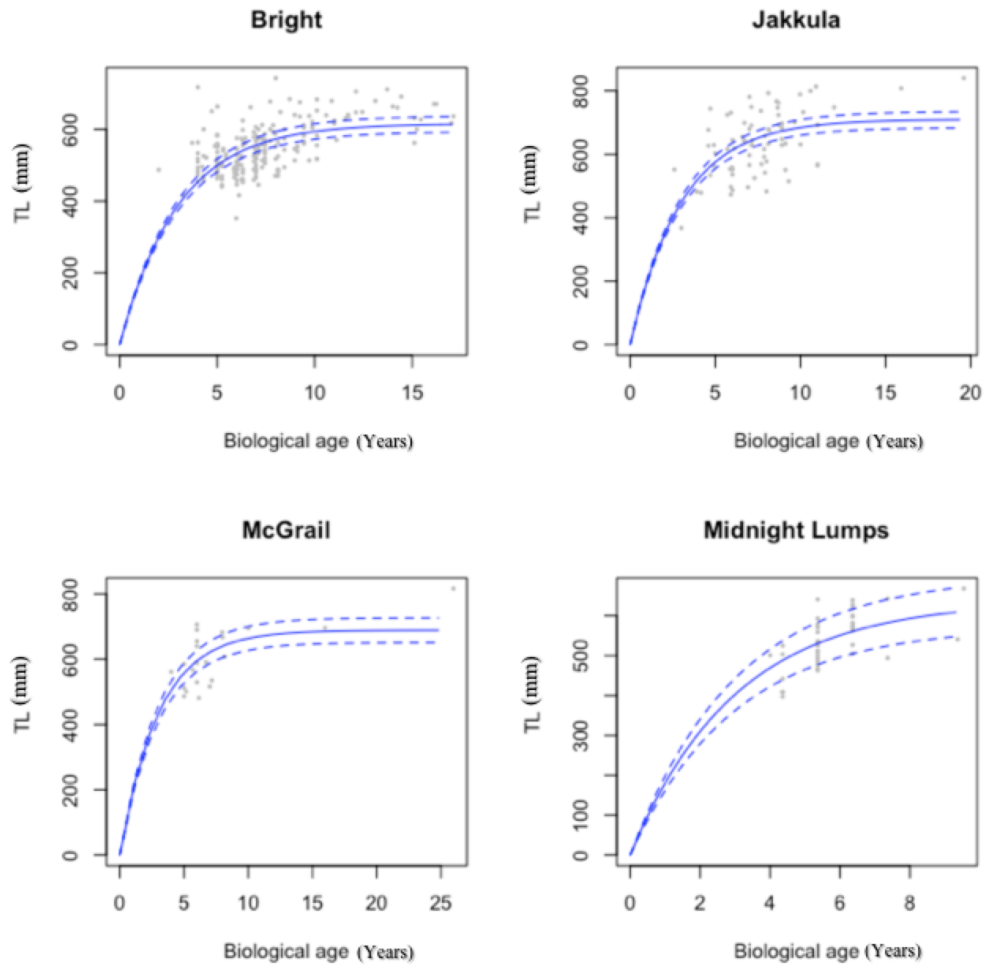 Bright
TL (mm)
600
400
200
0
0 5 10 15
Biological age (Years)
Jakkula
TL (mm)
800
600
400
200
0
0 5 10 15 20
Biological age (Years)
McGrail
TL (mm)
800
600
400
200
0
0 5 10 15 20 25
Biological age (Years)
Midnight Lumps
TL (mm)
500
300
100
0 2 4 6 8
Biological age (Years)